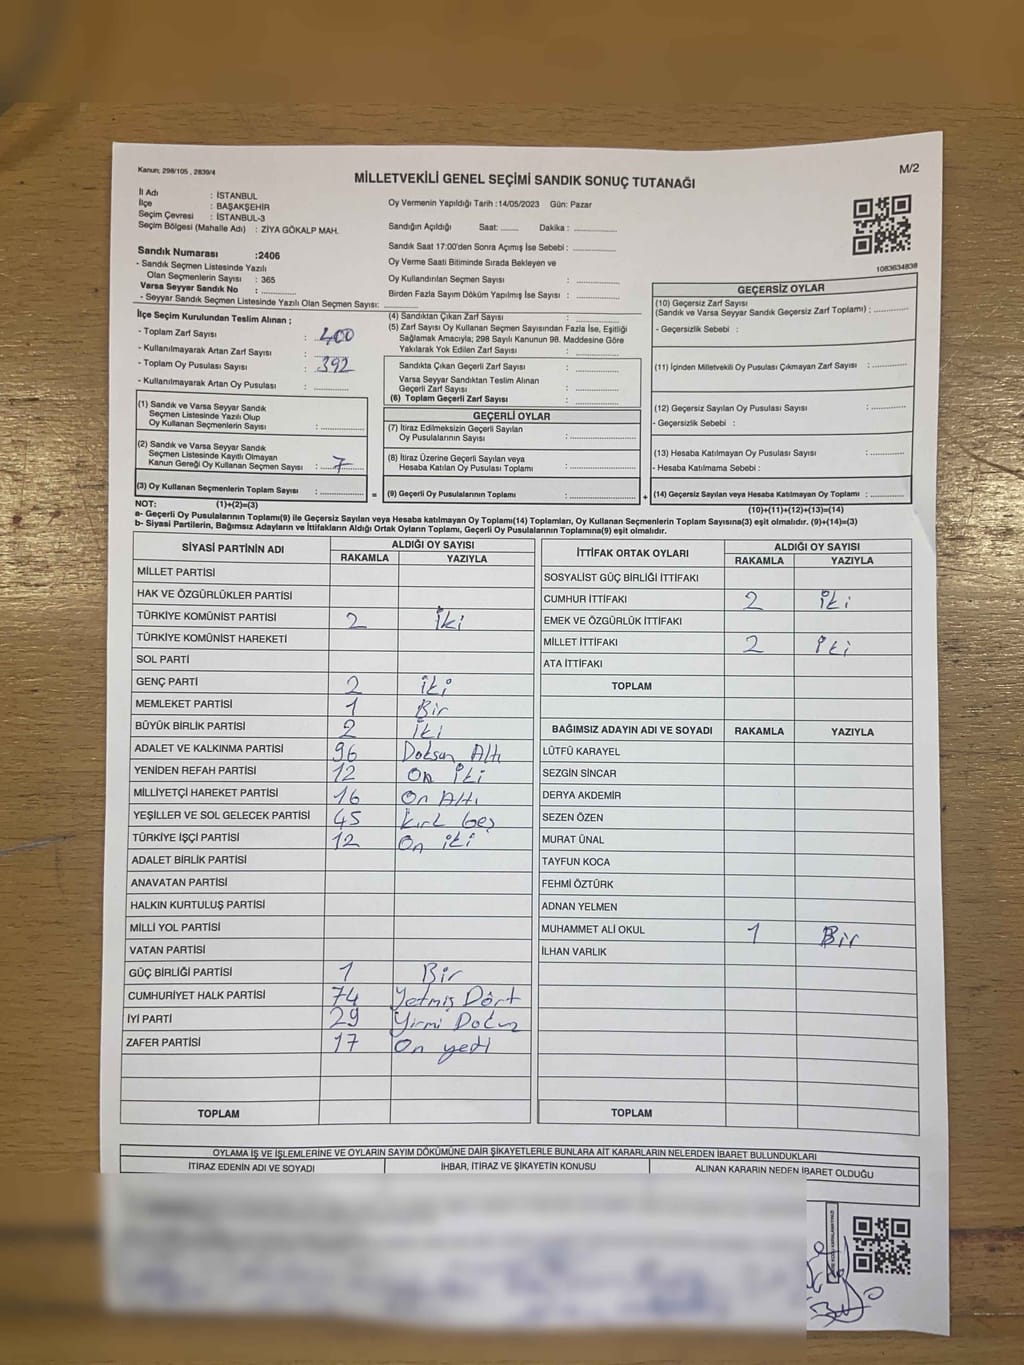 Kanun; 298/105 , 2839/4
M/2
MİLLETVEKİLİ GENEL SEÇİMİ SANDIK SONUÇ TUTANAĞI
İl Adı : İSTANBUL
İlçe : BAŞAKŞEHİR
Seçim Çevresi : İSTANBUL-3
Seçim Bölgesi (Mahalle Adı) : ZİYA GÖKALP MAH.
Sandık Numarası :2406
- Sandık Seçmen Listesinde Yazılı
Olan Seçmenlerin Sayısı : 365
Varsa Seyyar Sandık No : ............
- Seyyar Sandık Seçmen Listesinde Yazılı Olan Seçmen Sayısı: ............
Oy Vermenin Yapıldığı Tarih :14/05/2023 Gün: Pazar
Sandığın Açıldığı Saat: ....... Dakika : ............
Sandık Saat 17:00'den Sonra Açımış İse Sebebi : ............
Oy Verme Saati Bitiminde Sırada Bekleyen ve
Oy Kullandırılan Seçmen Sayısı : ............
Birden Fazla Sayım Döküm Yapılmış İse Sayısı : ............
1083634838
İlçe Seçim Kurulundan Teslim Alınan ;
- Toplam Zarf Sayısı : 400
- Kullanılmayarak Artan Zarf Sayısı : ............
- Toplam Oy Pusulası Sayısı : 392
- Kullanılmayarak Artan Oy Pusulası : ............
(1) Sandık ve Varsa Seyyar Sandık
Seçmen Listesinde Yazılı Olup
Oy Kullanan Seçmenlerin Sayısı : ............
(2) Sandık ve Varsa Seyyar Sandık
Seçmen Listesinde Kayıtlı Olmayan
Kanun Gereği Oy Kullanan Seçmen Sayısı : 7
(3) Oy Kullanan Seçmenlerin Toplam Sayısı : ............ =
(4) Sandıktan Çıkan Zarf Sayısı : ............
(5) Zarf Sayısı Oy Kullanan Seçmen Sayısından Fazla İse, Eşitliği
Sağlamak Amacıyla; 298 Sayılı Kanunun 98. Maddesine Göre
Yakılarak Yok Edilen Zarf Sayısı : ............
Sandıkta Çıkan Geçerli Zarf Sayısı : ............
Varsa Seyyar Sandıktan Teslim Alınan
Geçerli Zarf Sayısı : ............
(6) Toplam Geçerli Zarf Sayısı : ............
GEÇERLİ OYLAR
(7) İtiraz Edilmeksizin Geçerli Sayılan
Oy Pusulalarının Sayısı : ............
(8) İtiraz Üzerine Geçerli Sayılan veya
Hesaba Katılan Oy Pusulası Toplamı : ............
(9) Geçerli Oy Pusulalarının Toplamı : ............ +
GEÇERSİZ OYLAR
(10) Geçersiz Zarf Sayısı
(Sandık ve Varsa Seyyar Sandık Geçersiz Zarf Toplamı) : ............
- Geçersizlik Sebebi :
(11) İçinden Milletvekili Oy Pusulası Çıkmayan Zarf Sayısı : ............
(12) Geçersiz Sayılan Oy Pusulası Sayısı : ............
- Geçersizlik Sebebi :
(13) Hesaba Katılmayan Oy Pusulası Sayısı : ............
- Hesaba Katılmama Sebebi :
(14) Geçersiz Sayılan veya Hesaba Katılmayan Oy Toplamı : ............
(10)+(11)+(12)+(13)=(14)
NOT: (1)+(2)=(3)
a- Geçerli Oy Pusulalarının Toplamı(9) ile Geçersiz Sayılan veya Hesaba katılmayan Oy Toplamı(14) Toplamları, Oy Kullanan Seçmenlerin Toplam Sayısına(3) eşit olmalıdır. (9)+(14)=(3)
b- Siyasi Partilerin, Bağımsız Adayların ve İttifakların Aldığı Ortak Oyların Toplamı, Geçerli Oy Pusulalarının Toplamına(9) eşit olmalıdır.
SİYASİ PARTİNİN ADI ALDIĞI OY SAYISI
RAKAMLA YAZIYLA
MİLLET PARTİSİ
HAK VE ÖZGÜRLÜKLER PARTİSİ
TÜRKİYE KOMÜNİST PARTİSİ 2 İki
TÜRKİYE KOMÜNİST HAREKETİ
SOL PARTİ
GENÇ PARTİ 2 İki
MEMLEKET PARTİSİ 1 Bir
BÜYÜK BİRLİK PARTİSİ 2 İki
ADALET VE KALKINMA PARTİSİ 96 Doksan Altı
YENİDEN REFAH PARTİSİ 12 On İki
MİLLİYETÇİ HAREKET PARTİSİ 16 On Altı
YEŞİLLER VE SOL GELECEK PARTİSİ 45 Kırk beş
TÜRKİYE İŞÇİ PARTİSİ 12 On iki
ADALET BİRLİK PARTİSİ
ANAVATAN PARTİSİ
HALKIN KURTULUŞ PARTİSİ
MİLLİ YOL PARTİSİ
VATAN PARTİSİ
GÜÇ BİRLİĞİ PARTİSİ 1 Bir
CUMHURİYET HALK PARTİSİ 74 Yetmiş Dört
İYİ PARTİ 29 Yirmi Dokuz
ZAFER PARTİSİ 17 On yedi
TOPLAM
İTTİFAK ORTAK OYLARI ALDIĞI OY SAYISI
RAKAMLA YAZIYLA
SOSYALİST GÜÇ BİRLİĞİ İTTİFAKI
CUMHUR İTTİFAKI 2 İki
EMEK VE ÖZGÜRLÜK İTTİFAKI
MİLLET İTTİFAKI 2 İki
ATA İTTİFAKI
TOPLAM
BAĞIMSIZ ADAYIN ADI VE SOYADI RAKAMLA YAZIYLA
LÜTFÜ KARAYEL
SEZGİN SİNCAR
DERYA AKDEMİR
SEZEN ÖZEN
MURAT ÜNAL
TAYFUN KOCA
FEHMİ ÖZTÜRK
ADNAN YELMEN
MUHAMMET ALİ OKUL 1 Bir
İLHAN VARLIK
TOPLAM
OYLAMA İŞ VE İŞLEMLERİNE VE OYLARIN SAYIM DÖKÜMÜNE DAİR ŞİKAYETLERLE BUNLARA AİT KARARLARIN NELERDEN İBARET BULUNDUKLARI
İTİRAZ EDENİN ADI VE SOYADI İHBAR, İTİRAZ VE ŞİKAYETİN KONUSU ALINAN KARARIN NEDEN İBARET OLDUĞU